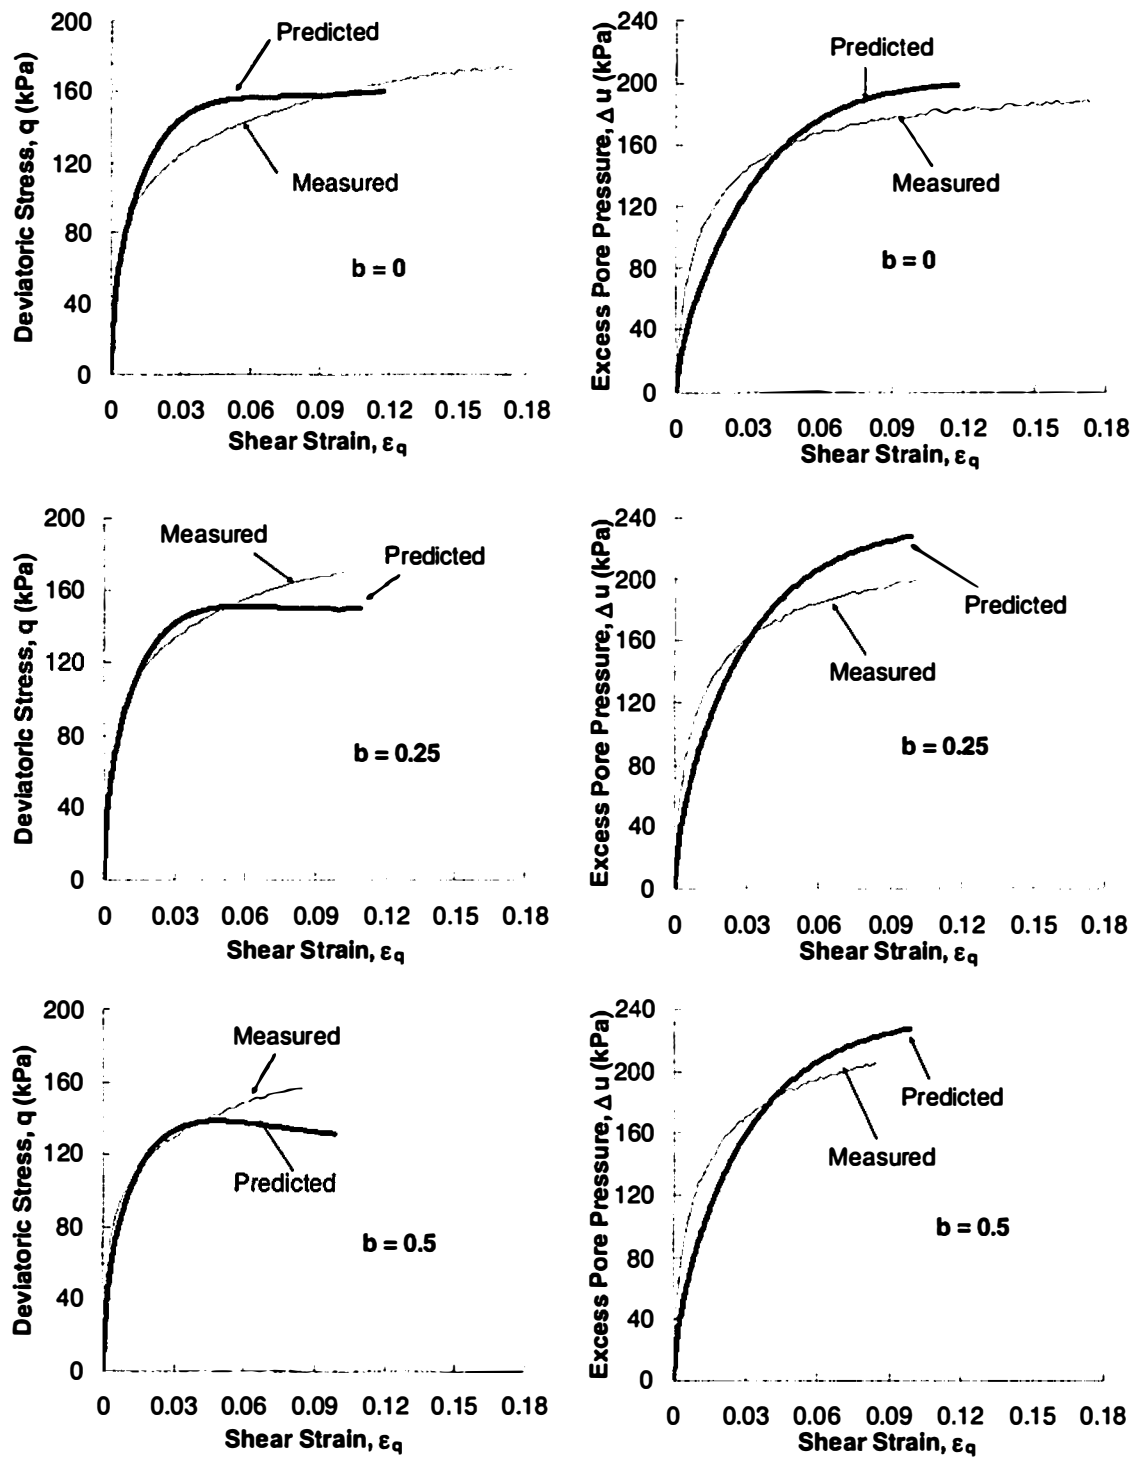 200
160
120
80
40
0
Deviatoric Stress, q (kPa)
Predicted
Measured
b = 0
0 0.03 0.06 0.09 0.12 0.15 0.18
Shear Strain, εq
240
200
160
120
80
40
0
Excess Pore Pressure, Δu (kPa)
Predicted
Measured
b = 0
0 0.03 0.06 0.09 0.12 0.15 0.18
Shear Strain, εq
200
160
120
80
40
0
Deviatoric Stress, q (kPa)
Measured
Predicted
b = 0.25
0 0.03 0.06 0.09 0.12 0.15 0.18
Shear Strain, εq
240
200
160
120
80
40
0
Excess Pore Pressure, Δu (kPa)
Predicted
Measured
b = 0.25
0 0.03 0.06 0.09 0.12 0.15 0.18
Shear Strain, εq
200
160
120
80
40
0
Deviatoric Stress, q (kPa)
Measured
Predicted
b = 0.5
0 0.03 0.06 0.09 0.12 0.15 0.18
Shear Strain, εq
240
200
160
120
80
40
0
Excess Pore Pressure, Δu (kPa)
Predicted
Measured
b = 0.5
0 0.03 0.06 0.09 0.12 0.15 0.18
Shear Strain, εq